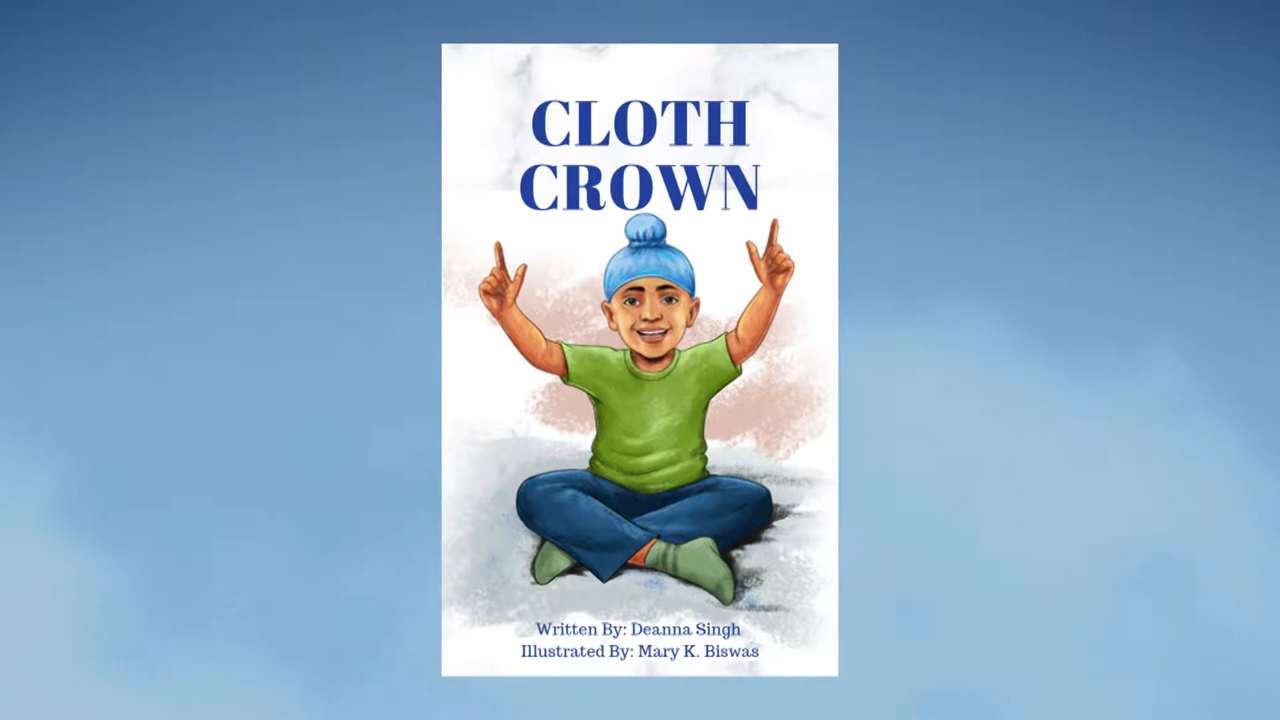 CLOTH
CROWN
Written By: Deanna Singh
Illustrated By: Mary K. Biswas